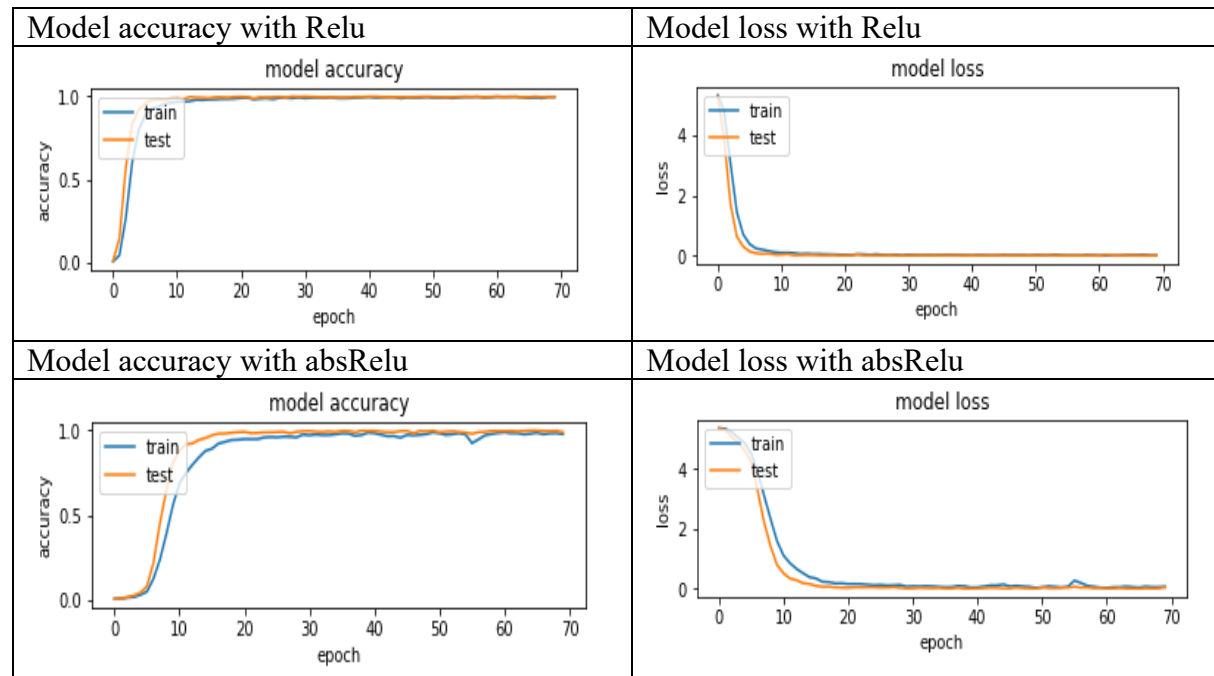 Model accuracy with Relu
Model loss with Relu
model accuracy
1.0
0.5
0.0
accuracy
train
test
0 10 20 30 40 50 60 70
epoch
model loss
4
2
0
loss
train
test
0 10 20 30 40 50 60 70
epoch
Model accuracy with absRelu
Model loss with absRelu
model accuracy
1.0
0.5
0.0
accuracy
train
test
0 10 20 30 40 50 60 70
epoch
model loss
4
2
0
loss
train
test
0 10 20 30 40 50 60 70
epoch